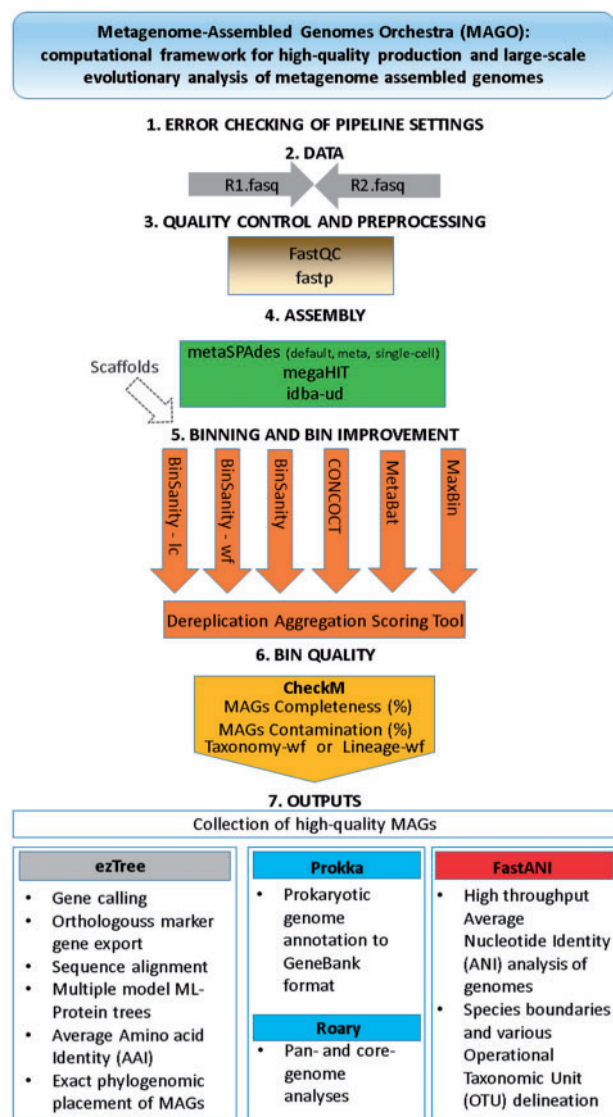 Metagenome-Assembled Genomes Orchestra (MAGO):
computational framework for high-quality production and large-scale
evolutionary analysis of metagenome assembled genomes
1. ERROR CHECKING OF PIPELINE SETTINGS
2. DATA
R1.fasq
R2.fasq
3. QUALITY CONTROL AND PREPROCESSING
FastQC
fastp
4. ASSEMBLY
metaSPAdes (default, meta, single-cell)
megaHIT
idba-ud
Scaffolds
5. BINNING AND BIN IMPROVEMENT
BinSanity - lc
BinSanity - wf
BinSanity
CONCOCT
MetaBat
MaxBin
Dereplication Aggregation Scoring Tool
6. BIN QUALITY
CheckM
MAGs Completeness (%)
MAGs Contamination (%)
Taxonomy-wf or Lineage-wf
7. OUTPUTS
Collection of high-quality MAGs
ezTree
• Gene calling
• Orthologouss marker
gene export
• Sequence alignment
• Multiple model ML-
Protein trees
• Average Amino acid
Identity (AAI)
• Exact phylogenomic
placement of MAGs
Prokka
• Prokaryotic
genome
annotation to
GeneBank
format
Roary
• Pan- and core-
genome
analyses
FastANI
• High throughput
Average
Nucleotide Identity
(ANI) analysis of
genomes
• Species boundaries
and various
Operational
Taxonomic Unit
(OTU) delineation